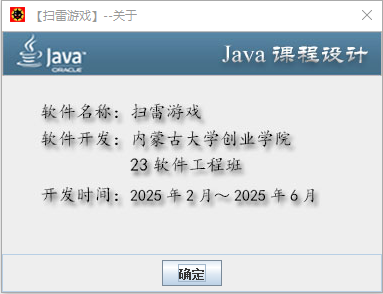 【扫雷游戏】--关于
Java
ORACLE
Java 课程设计
软件名称：扫雷游戏
软件开发：内蒙古大学创业学院
23 软件工程班
开发时间：2025 年 2 月～ 2025 年 6 月
确定